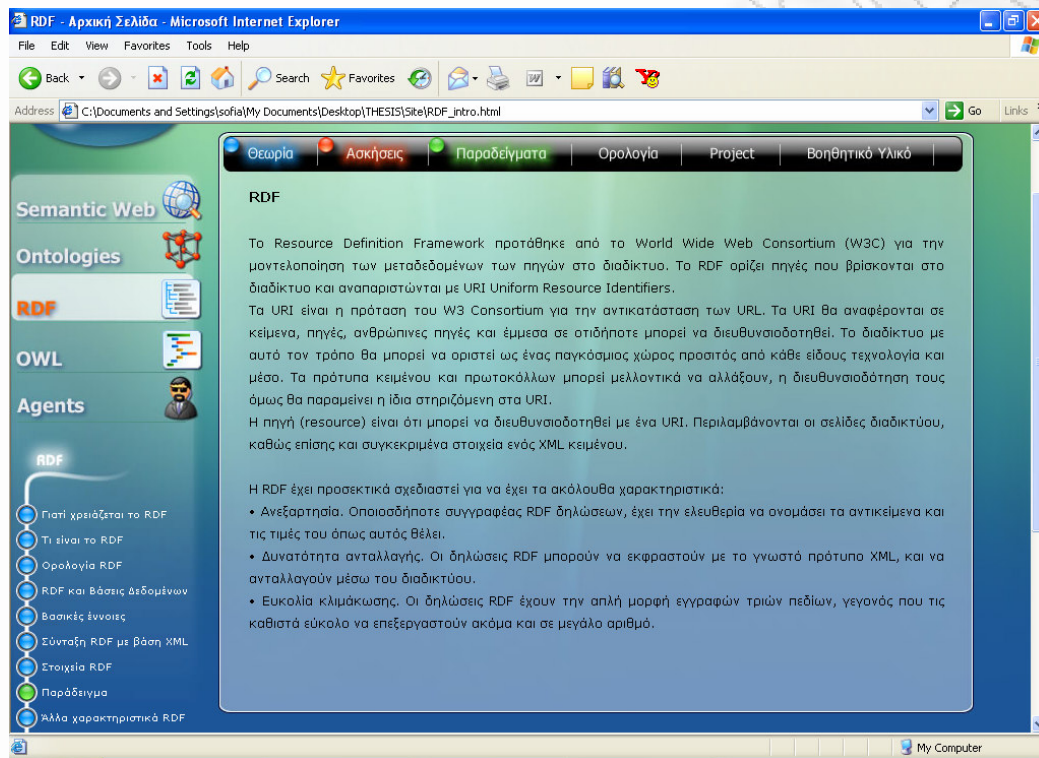 RDF - Αρχική Σελίδα - Microsoft Internet Explorer
File Edit View Favorites Tools Help
Back Search Favorites
Address C:\Documents and Settings\sofia\My Documents\Desktop\THESIS\Site\RDF_intro.html Go Links
Θεωρία Ασκήσεις Παραδείγματα Ορολογία Project Βοηθητικό Υλικό
Semantic Web
Ontologies
RDF
OWL
Agents
RDF
Γιατί χρειάζεται το RDF
Τι είναι το RDF
Ορολογία RDF
RDF και Βάσεις Δεδομένων
Βασικές έννοιες
Σύνταξη RDF με βάση XML
Στοιχεία RDF
Παράδειγμα
Άλλα χαρακτηριστικά RDF
RDF
Το Resource Definition Framework προτάθηκε από το World Wide Web Consortium (W3C) για την
μοντελοποίηση των μεταδεδομένων των πηγών στο διαδίκτυο. Το RDF ορίζει πηγές που βρίσκονται στο
διαδίκτυο και αναπαριστώνται με URI Uniform Resource Identifiers.
Τα URI είναι η πρόταση του W3 Consortium για την αντικατάσταση των URL. Τα URI θα αναφέρονται σε
κείμενα, πηγές, ανθρώπινες πηγές και έμμεσα σε οτιδήποτε μπορεί να διευθυνσιοδοτηθεί. Το διαδίκτυο με
αυτό τον τρόπο θα μπορεί να οριστεί ως ένας παγκόσμιος χώρος προσιτός από κάθε είδους τεχνολογία και
μέσο. Τα πρότυπα κειμένου και πρωτοκόλλων μπορεί μελλοντικά να αλλάξουν, η διευθυνσιοδότηση τους
όμως θα παραμείνει η ίδια στηριζόμενη στα URI.
Η πηγή (resource) είναι ότι μπορεί να διευθυνσιοδοτηθεί με ένα URI. Περιλαμβάνονται οι σελίδες διαδικτύου,
καθώς επίσης και συγκεκριμένα στοιχεία ενός XML κειμένου.
Η RDF έχει προσεκτικά σχεδιαστεί για να έχει τα ακόλουθα χαρακτηριστικά:
• Ανεξαρτησία. Οποιοσδήποτε συγγραφέας RDF δηλώσεων, έχει την ελευθερία να ονομάσει τα αντικείμενα και
τις τιμές του όπως αυτός θέλει.
• Δυνατότητα ανταλλαγής. Οι δηλώσεις RDF μπορούν να εκφραστούν με το γνωστό πρότυπο XML, και να
ανταλλαγούν μέσω του διαδικτύου.
• Ευκολία κλιμάκωσης. Οι δηλώσεις RDF έχουν την απλή μορφή εγγραφών τριών πεδίων, γεγονός που τις
καθιστά εύκολο να επεξεργαστούν ακόμα και σε μεγάλο αριθμό.
My Computer